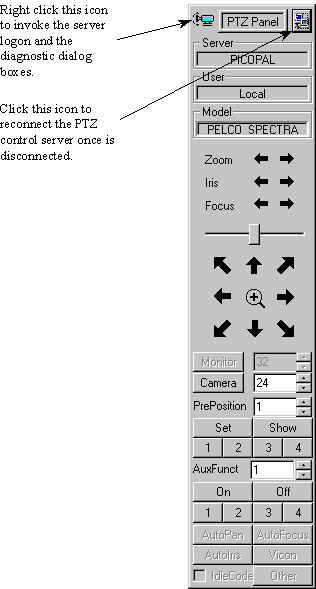 Right click this icon
to invoke the server
logon and the
diagnostic dialog
boxes.
Click this icon to
reconnect the PTZ
control server once is
disconnected.
PTZ Panel
Server
PICOPAL
User
Local
Model
PELCO SPECTRA
Zoom
Iris
Focus
Monitor 32
Camera 24
PrePosition 1
Set Show
1 2 3 4
AuxFunct 1
On Off
1 2 3 4
AutoPan AutoFocus
AutoIris Vicon
IdleCode Other